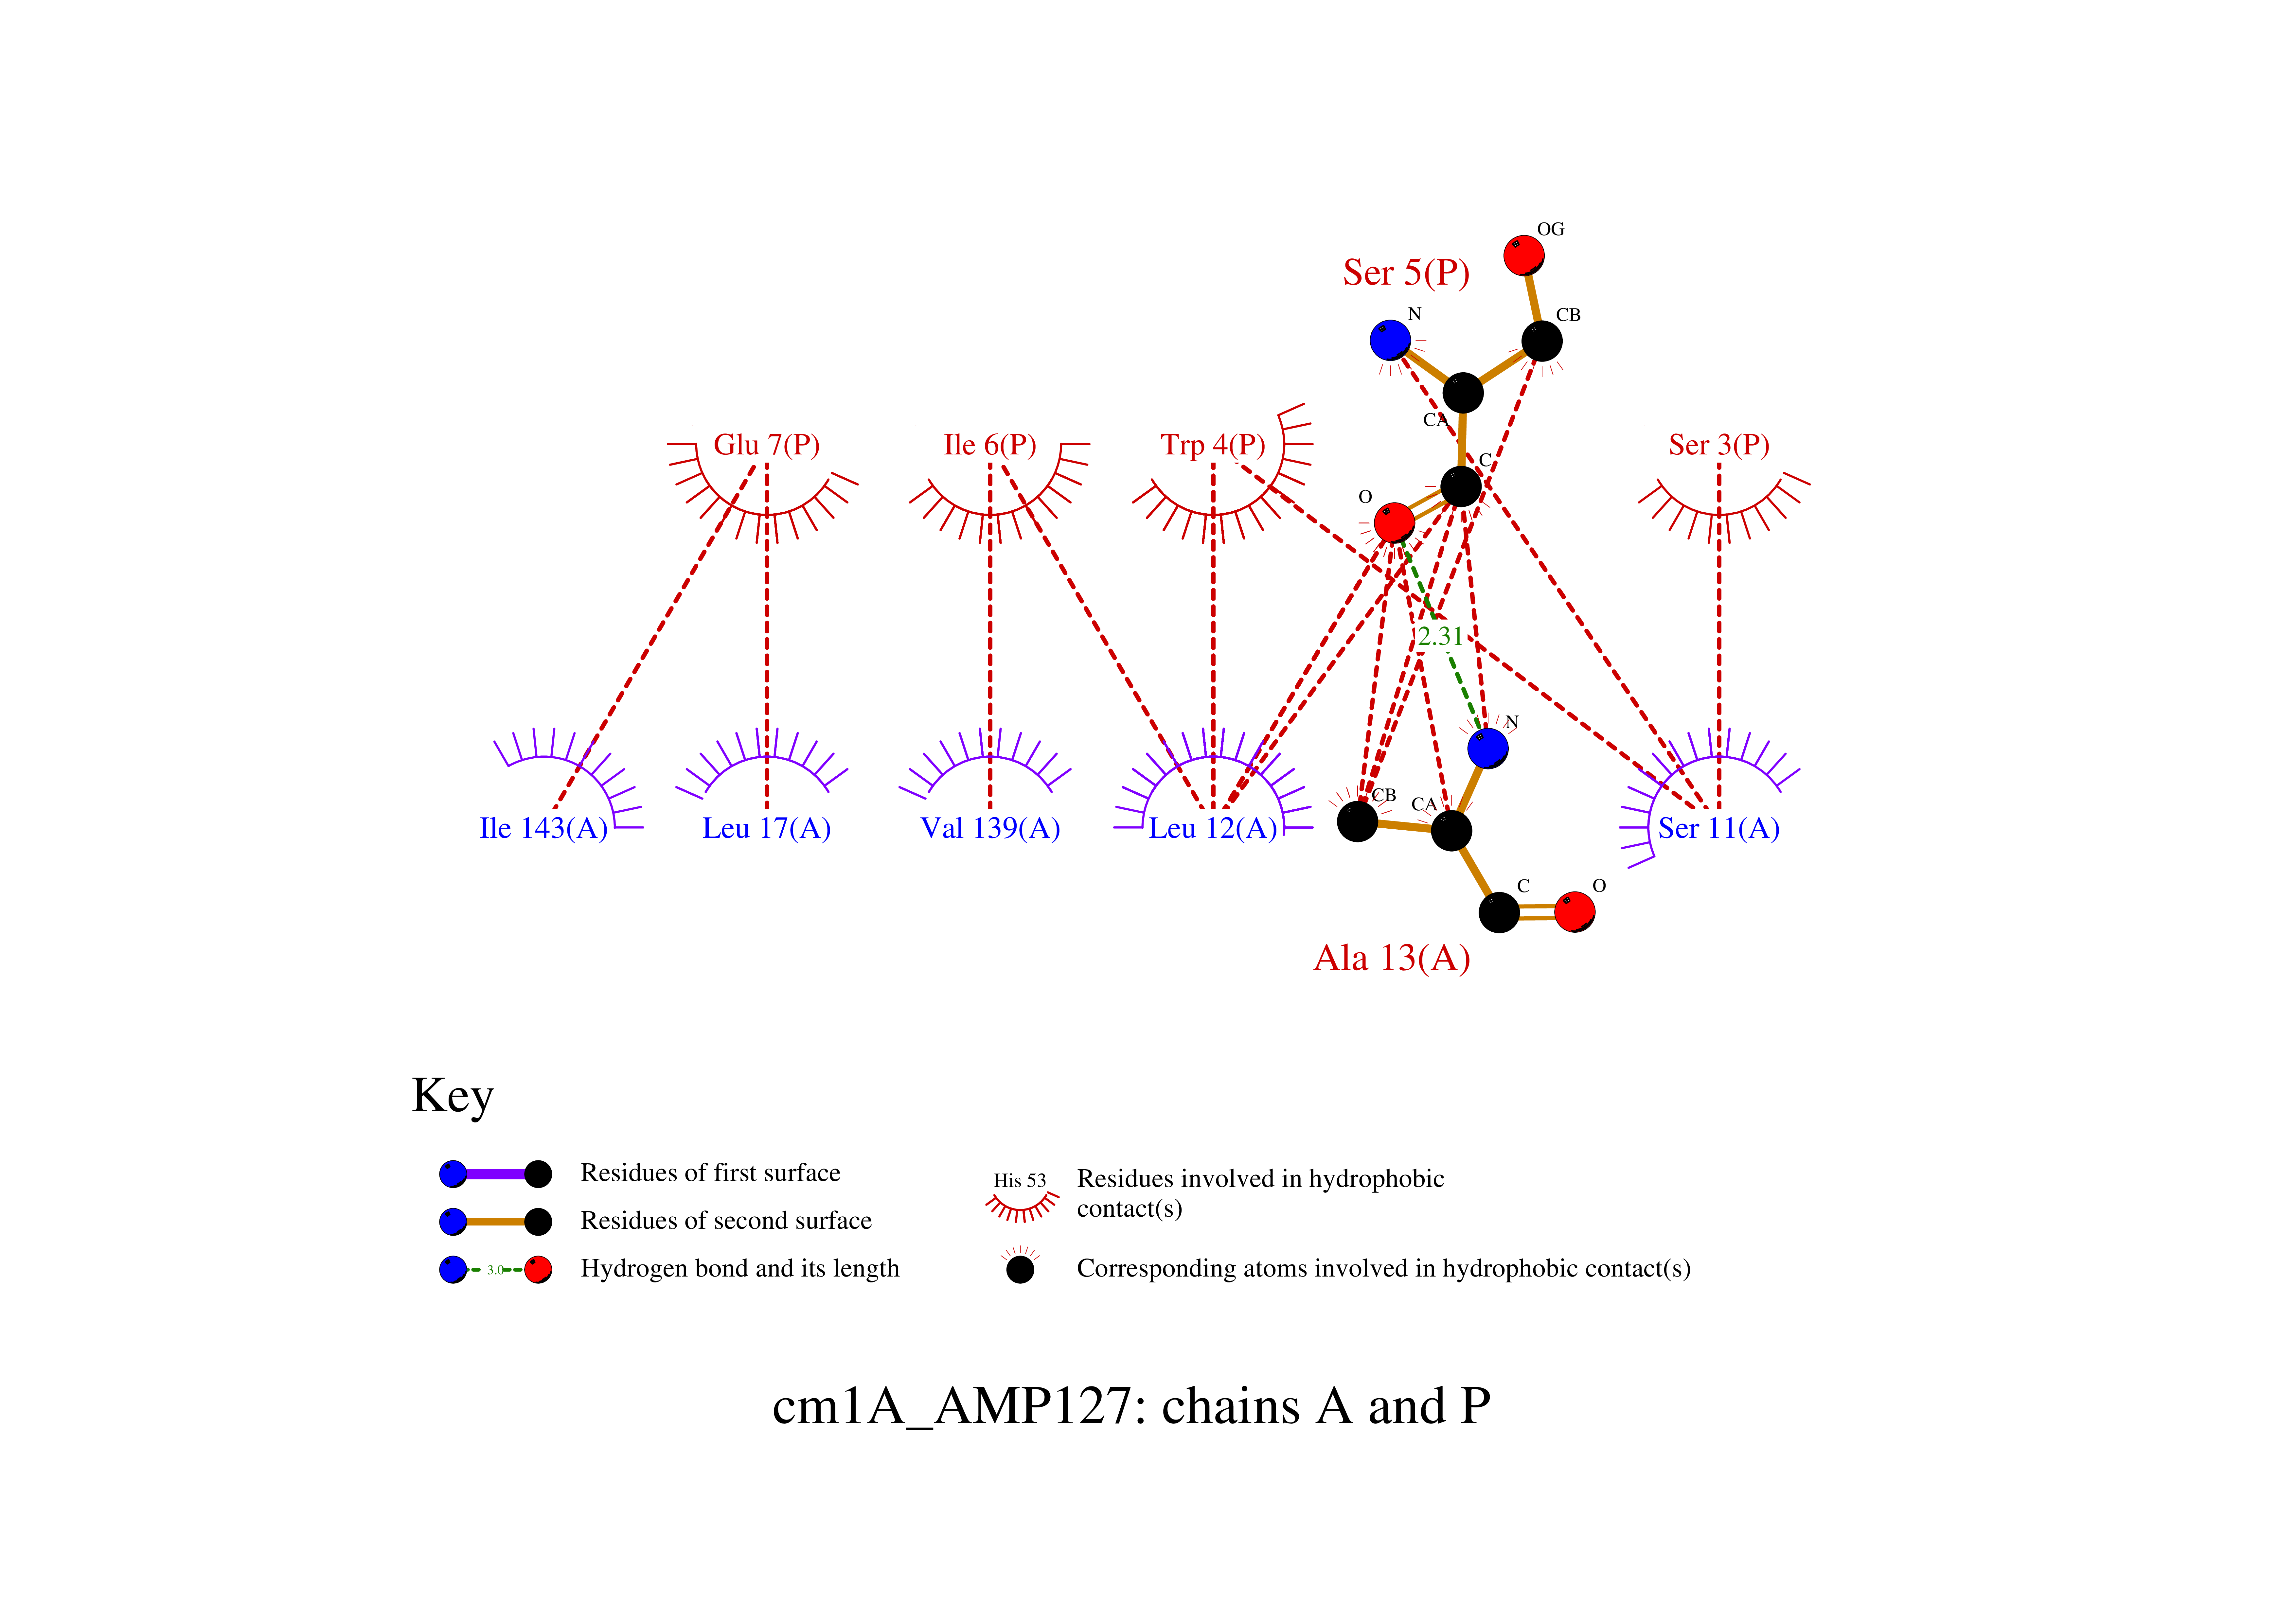 OG
Ser 5(P)
N
CB
CA
Glu 7(P)
Ile 6(P)
Trp 4(P)
Ser 3(P)
C
O
2.31
N
CB
CA
Ile 143(A)
Leu 17(A)
Val 139(A)
Leu 12(A)
Ser 11(A)
C
O
Ala 13(A)
Key
Residues of first surface
Residues of second surface
3.0
Hydrogen bond and its length
His 53
Residues involved in hydrophobic
contact(s)
Corresponding atoms involved in hydrophobic contact(s)
cm1A_AMP127: chains A and P